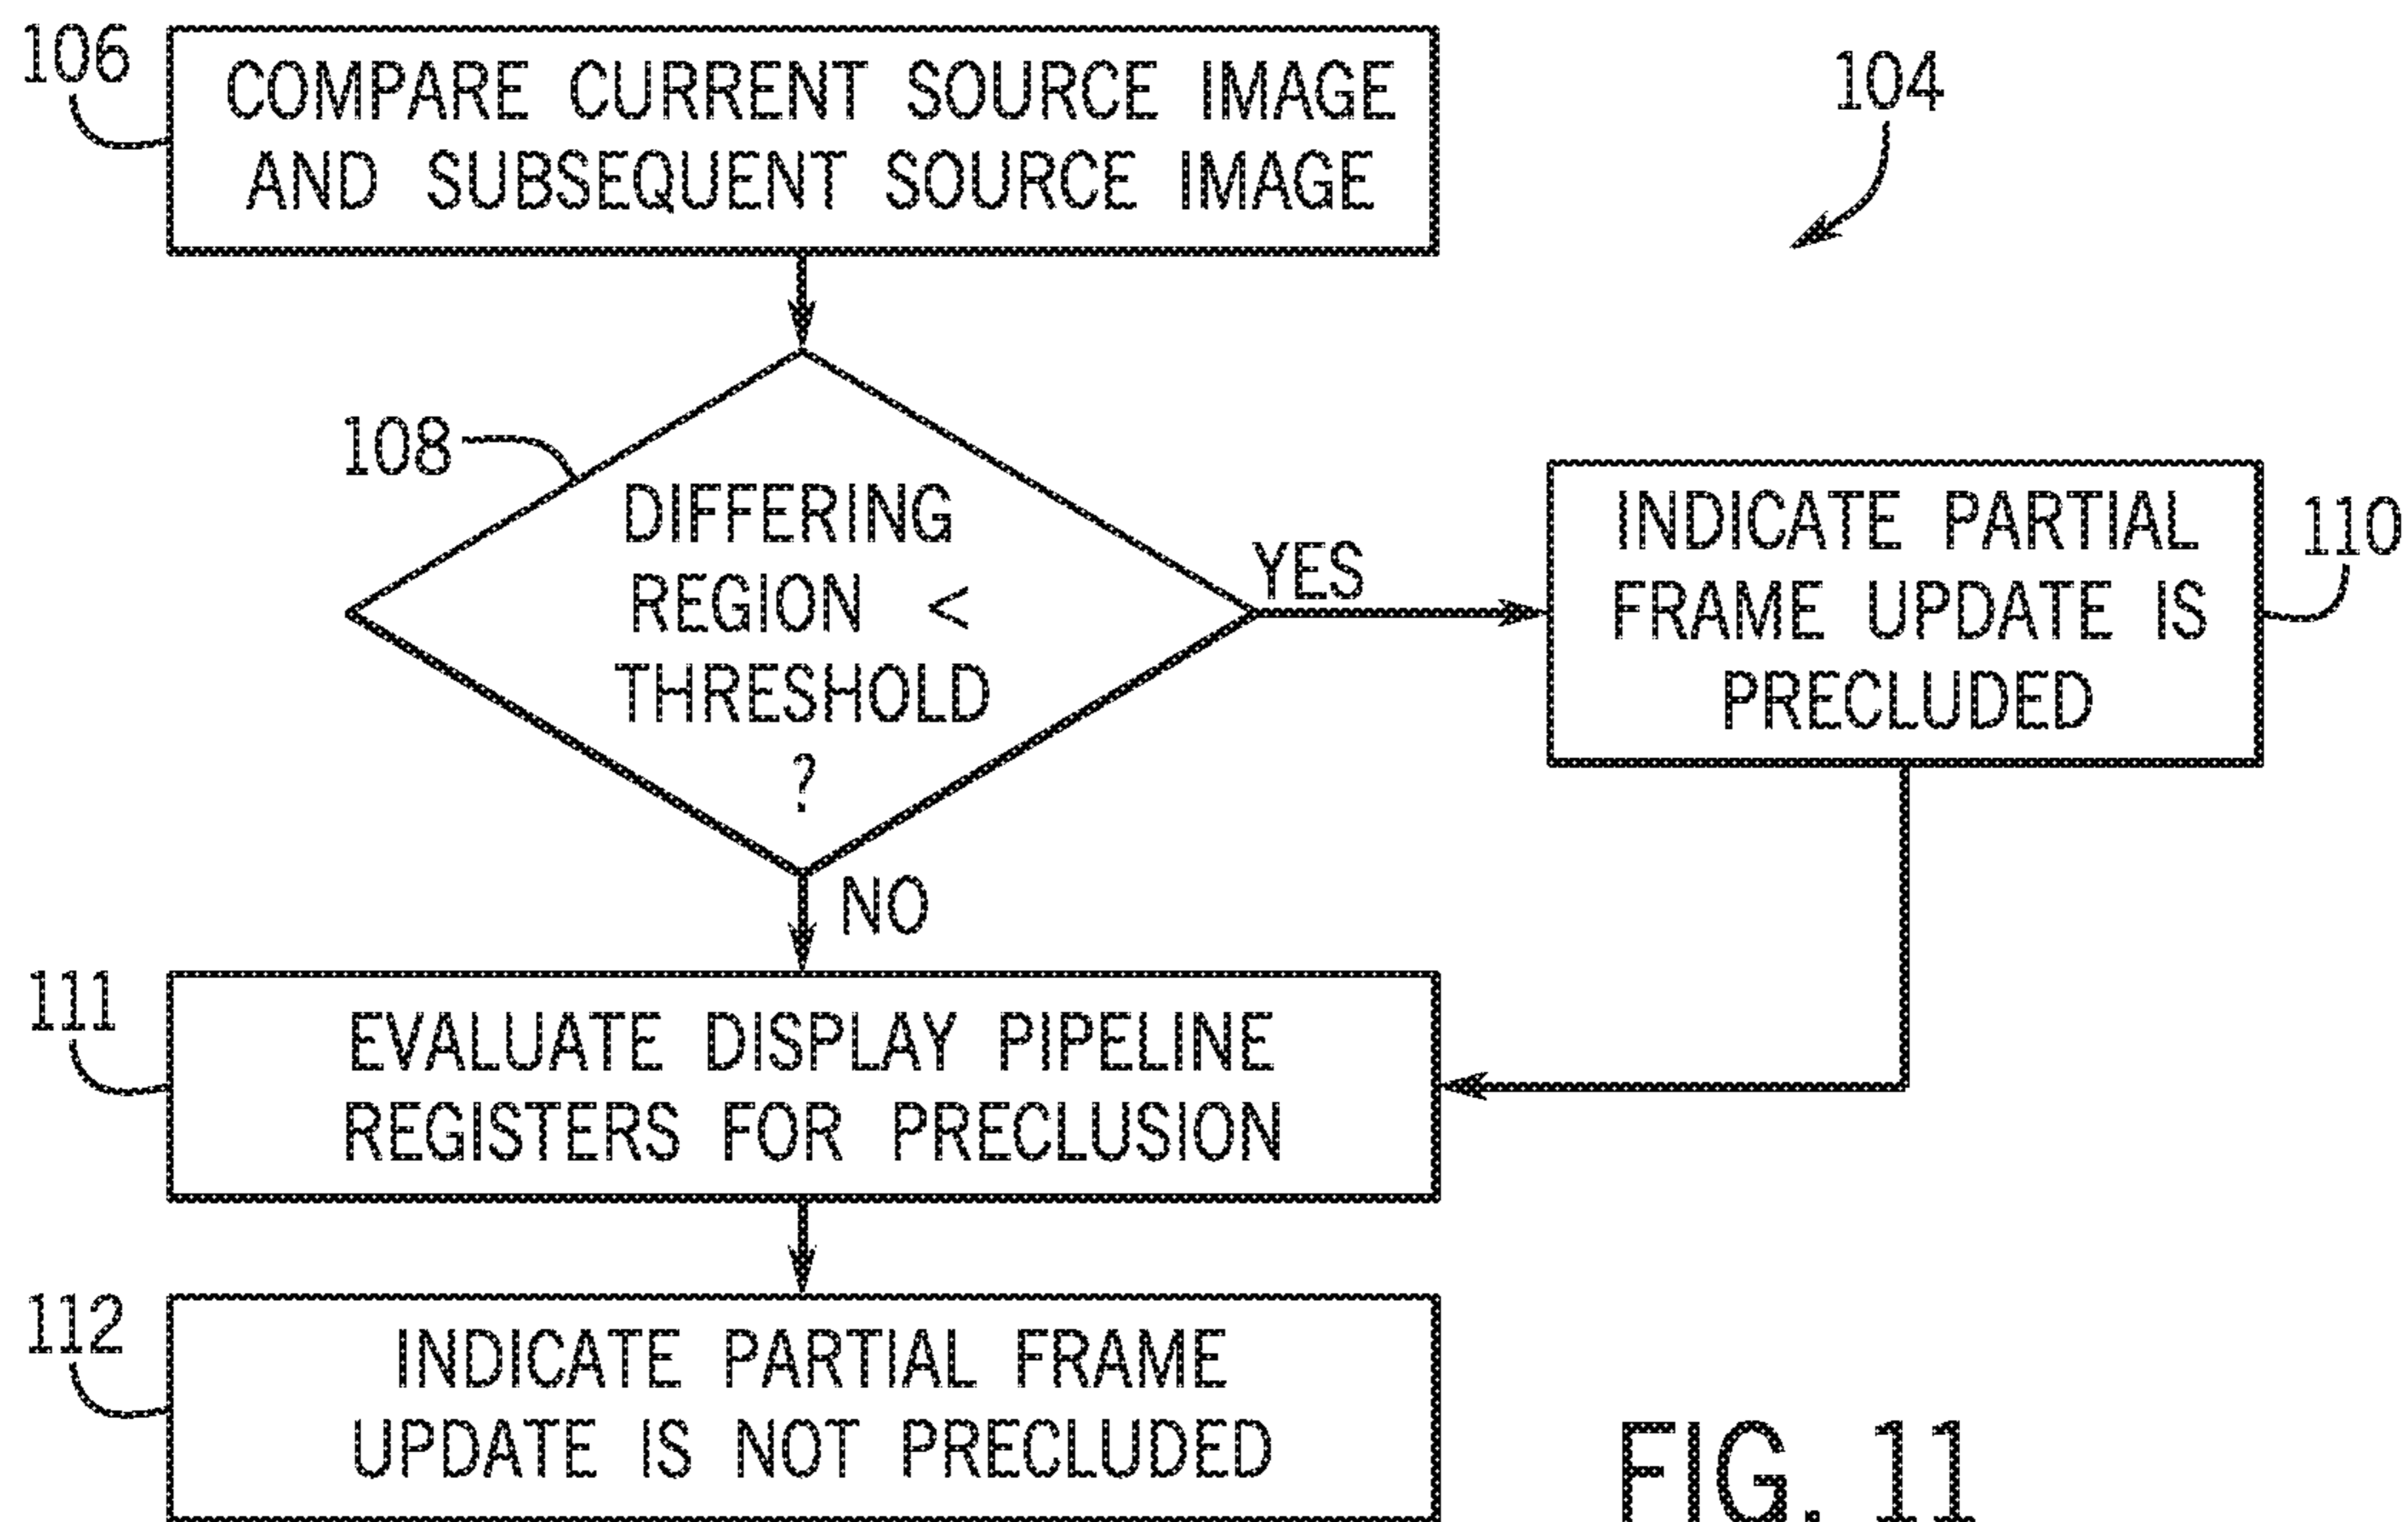 106
COMPARE CURRENT SOURCE IMAGE
AND SUBSEQUENT SOURCE IMAGE
104
108
DIFFERING
REGION <
THRESHOLD
?
YES
INDICATE PARTIAL
FRAME UPDATE IS
PRECLUDED
110
NO
111
EVALUATE DISPLAY PIPELINE
REGISTERS FOR PRECLUSION
112
INDICATE PARTIAL FRAME
UPDATE IS NOT PRECLUDED
FIG. 11